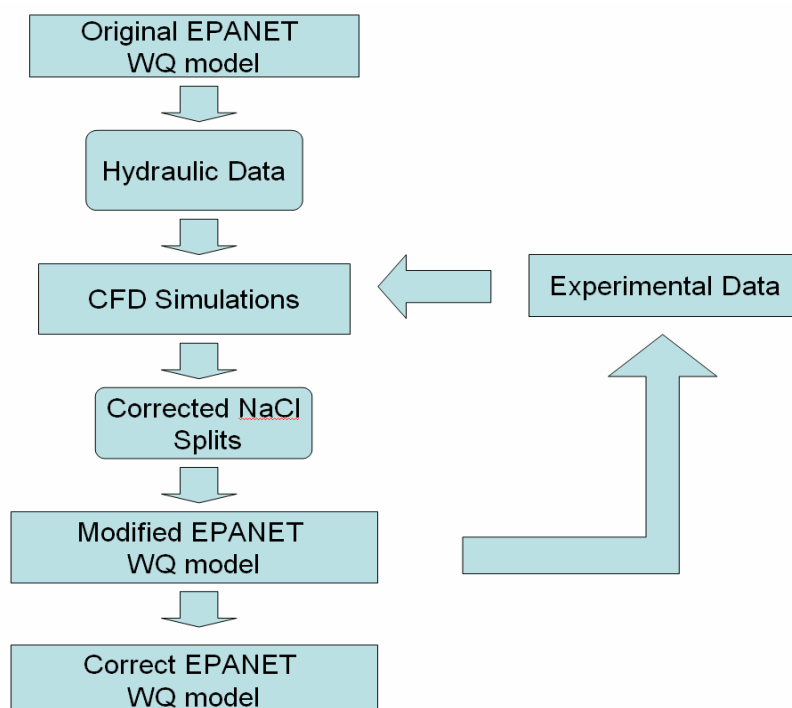 Original EPANET
WQ model
Hydraulic Data
CFD Simulations
Experimental Data
Corrected NaCl
Splits
Modified EPANET
WQ model
Correct EPANET
WQ model